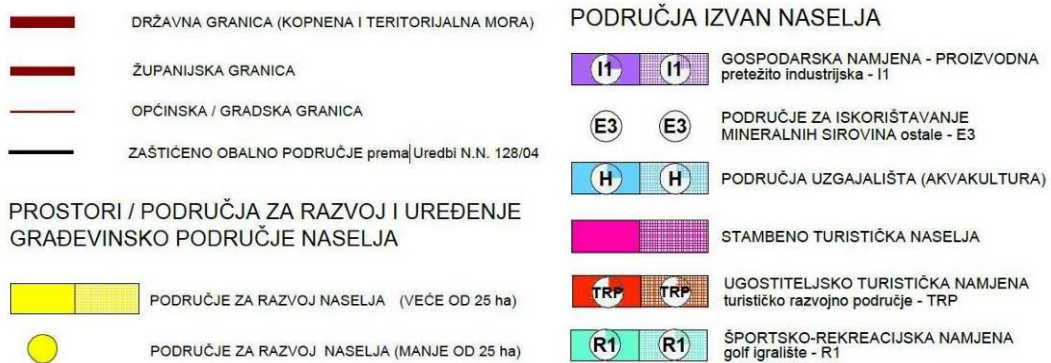 DRŽAVNA GRANICA (KOPNENA I TERITORIJALNA MORA)
ŽUPANIJSKA GRANICA
OPĆINSKA / GRADSKA GRANICA
ZAŠTIĆENO OBALNO PODRUČJE prema Uredbi N.N. 128/04
PROSTORI / PODRUČJA ZA RAZVOJ I UREĐENJE
GRAĐEVINSKO PODRUČJE NASELJA
PODRUČJE ZA RAZVOJ NASELJA (VEĆE OD 25 ha)
PODRUČJE ZA RAZVOJ NASELJA (MANJE OD 25 ha)
PODRUČJA IZVAN NASELJA
I1 I1 GOSPODARSKA NAMJENA - PROIZVODNA
pretežito industrijska - I1
E3 E3 PODRUČJE ZA ISKORIŠTAVANJE
MINERALNIH SIROVINA ostale - E3
H H PODRUČJA UZGAJALIŠTA (AKVAKULTURA)
STAMBENO TURISTIČKA NASELJA
TRP TRP UGOSTITELJSKO TURISTIČKA NAMJENA
turističko razvojno područje - TRP
R1 R1 ŠPORTSKO-REKREACIJSKA NAMJENA
golf igralište - R1